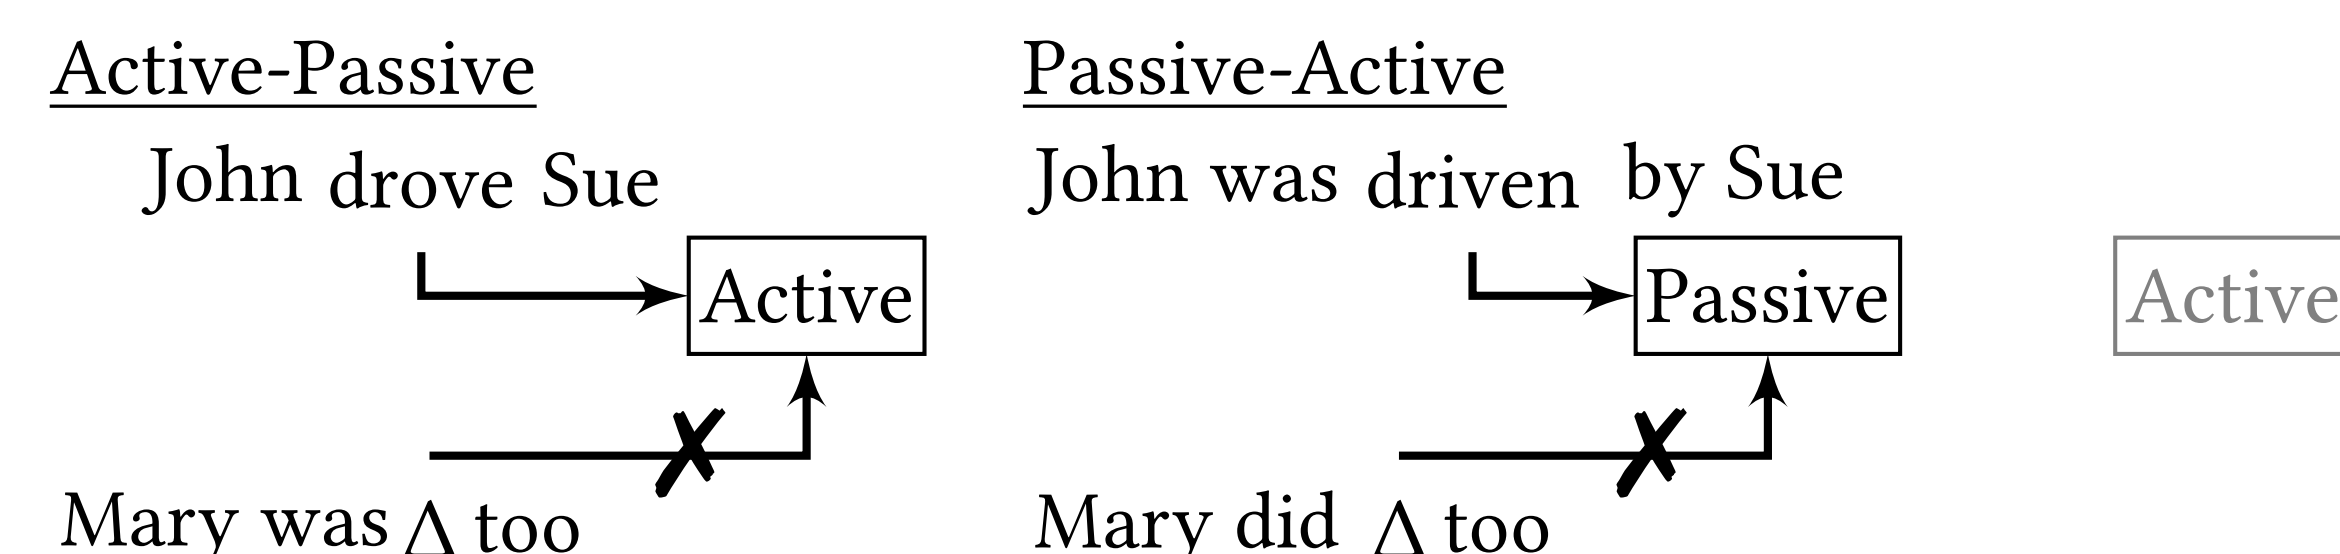 Active-Passive
John drove Sue
Active
Mary was Δ too
Passive-Active
John was driven by Sue
Passive
Mary did Δ too
Active